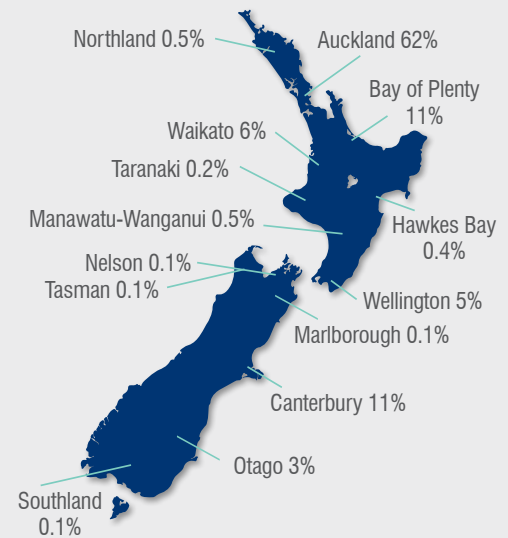 Northland 0.5%
Auckland 62%
Bay of Plenty
11%
Waikato 6%
Taranaki 0.2%
Manawatu-Wanganui 0.5%
Hawkes Bay
0.4%
Nelson 0.1%
Tasman 0.1%
Wellington 5%
Marlborough 0.1%
Canterbury 11%
Otago 3%
Southland
0.1%